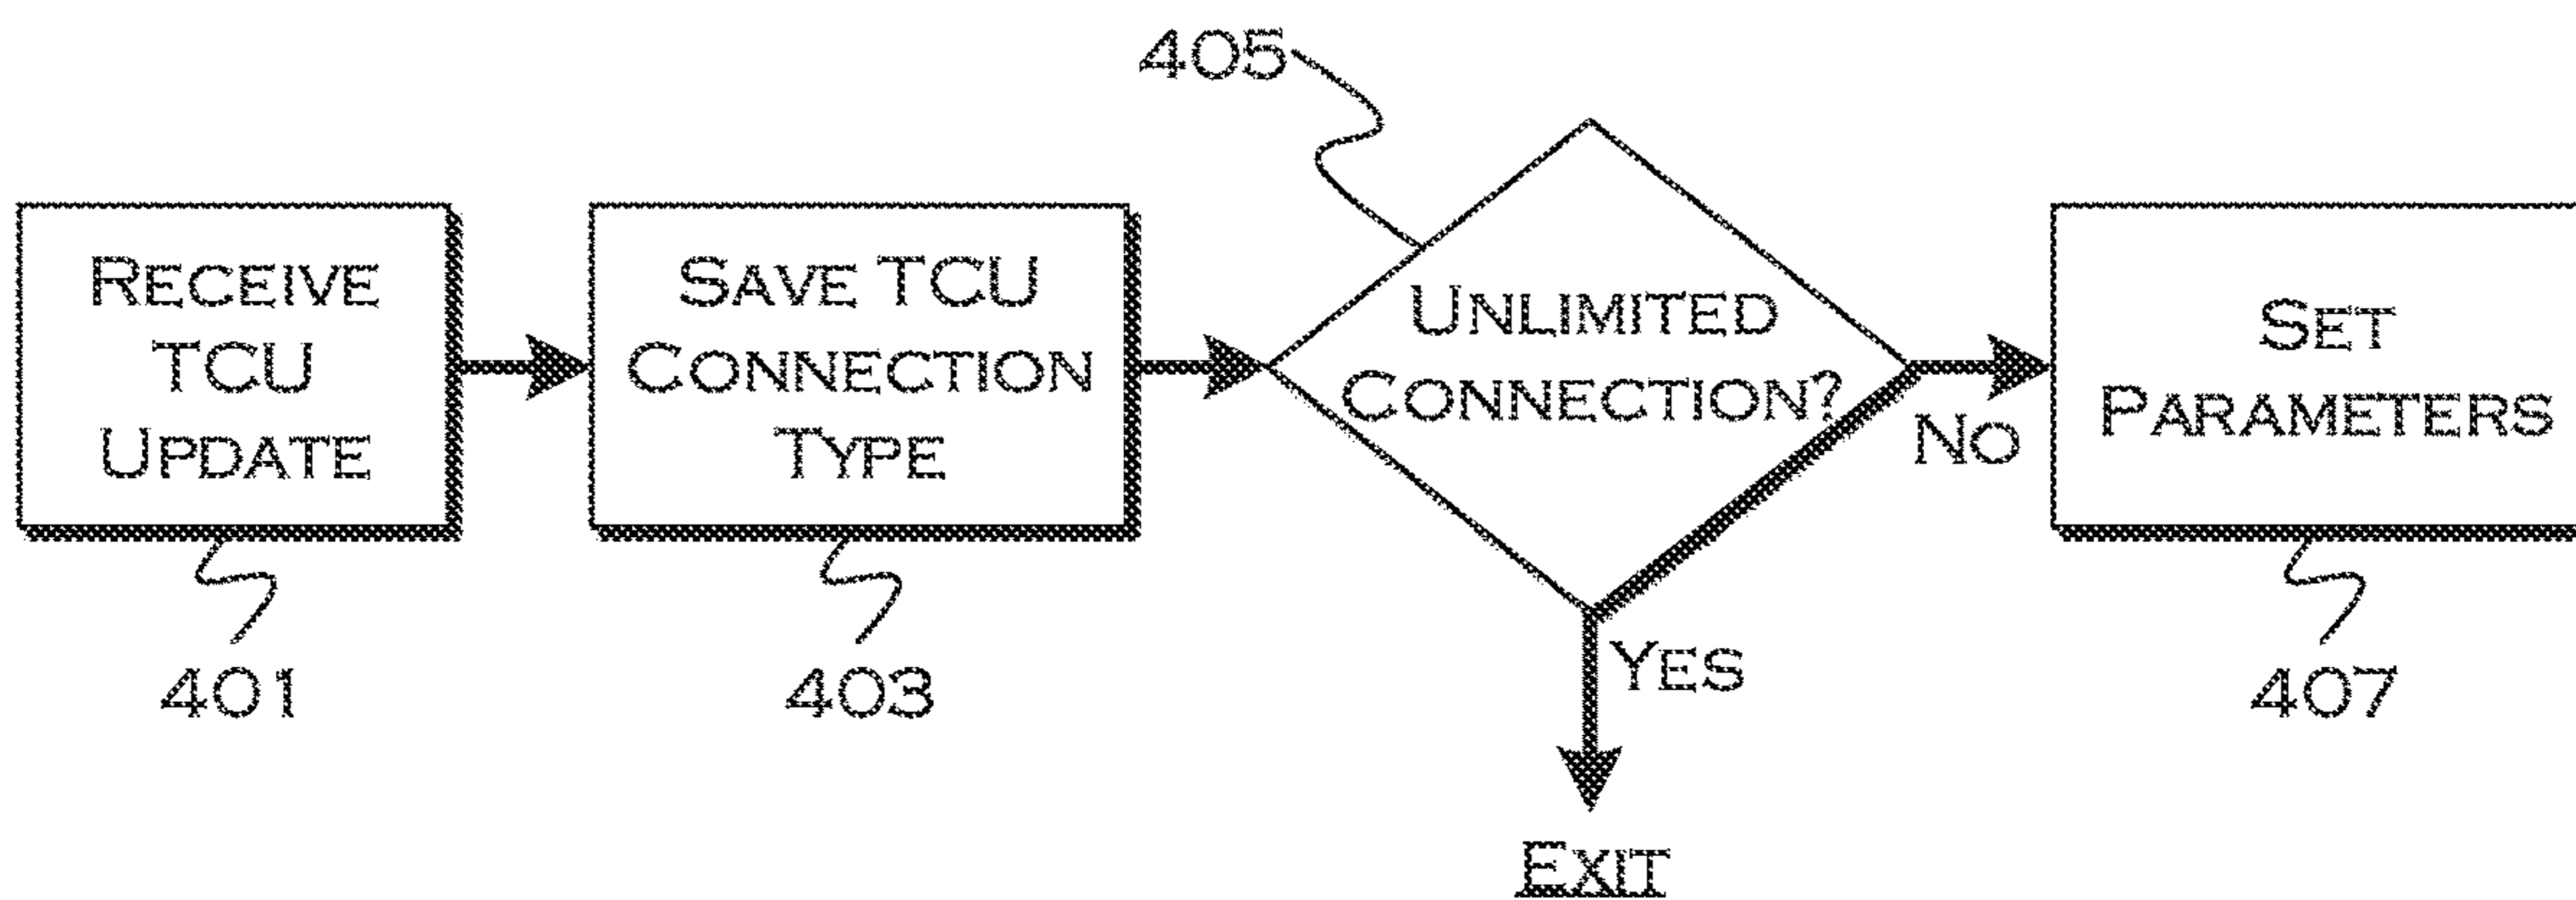 405
RECEIVE
TCU
UPDATE
SAVE TCU
CONNECTION
TYPE
UNLIMITED
CONNECTION?
NO
SET
PARAMETERS
401
403
YES
407
EXIT